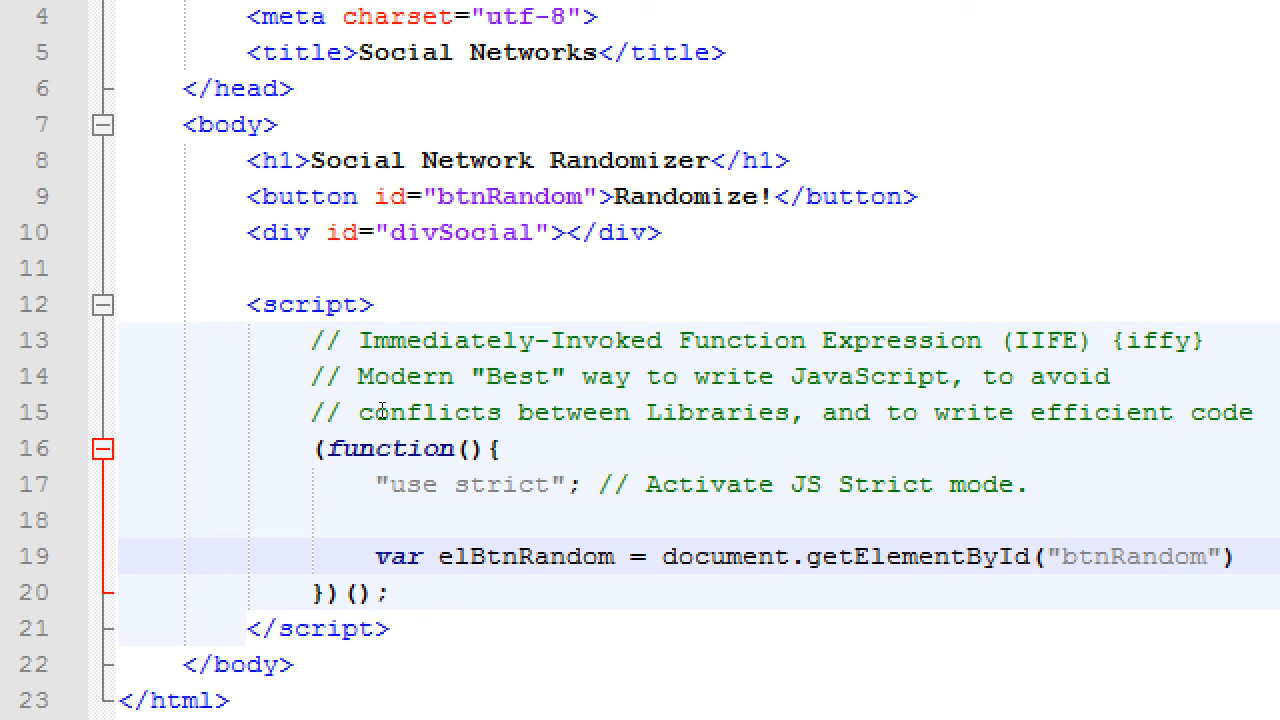 4 <meta charset="utf-8">
5 <title>Social Networks</title>
6 </head>
7 <body>
8 <h1>Social Network Randomizer</h1>
9 <button id="btnRandom">Randomize!</button>
10 <div id="divSocial"></div>
11
12 <script>
13 // Immediately-Invoked Function Expression (IIFE) {iffy}
14 // Modern "Best" way to write JavaScript, to avoid
15 // conflicts between Libraries, and to write efficient code
16 (function(){
17 "use strict"; // Activate JS Strict mode.
18
19 var elBtnRandom = document.getElementById("btnRandom")
20 })();
21 </script>
22 </body>
23 </html>